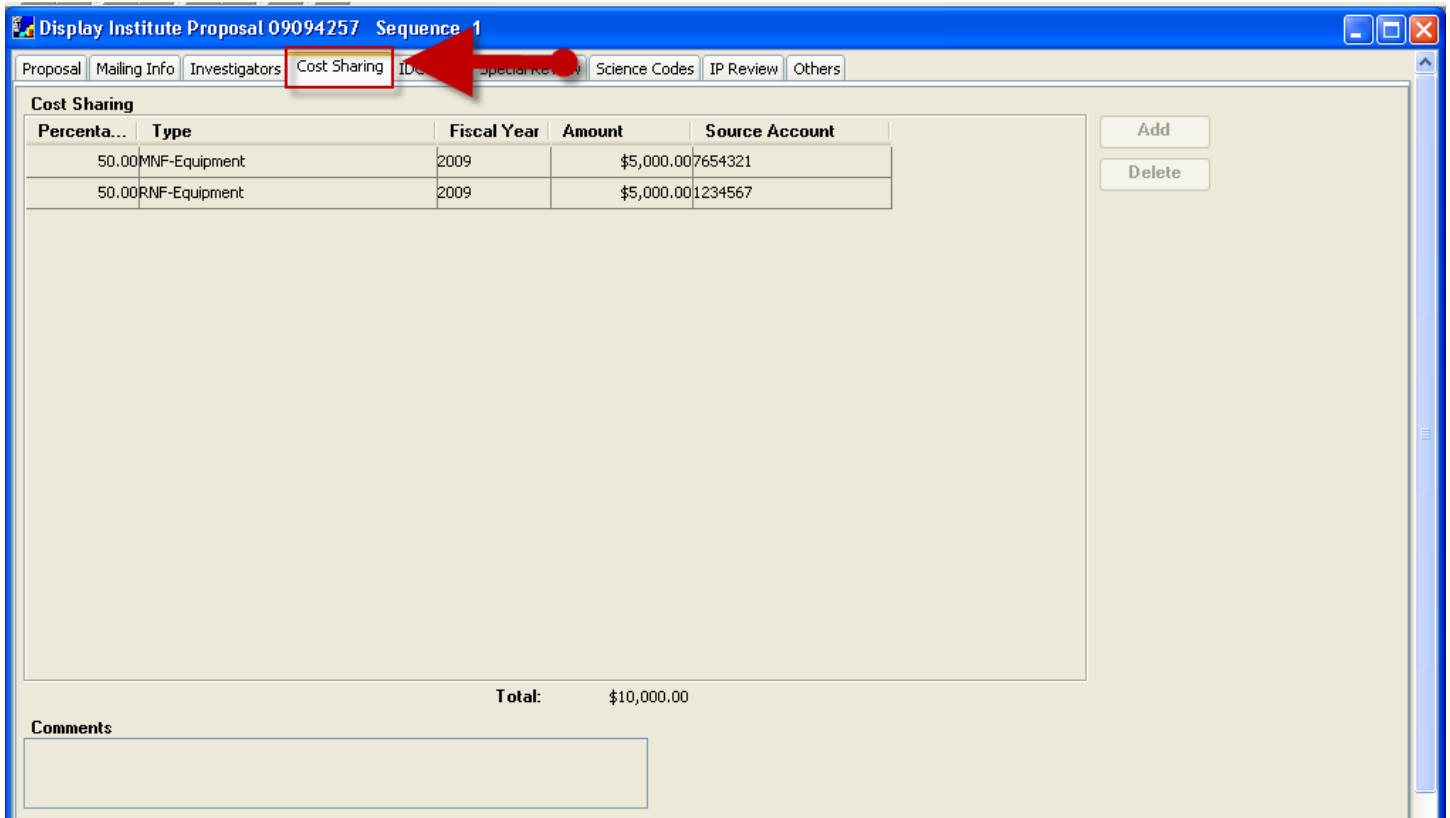 Display Institute Proposal 09094257 Sequence 1
Proposal Mailing Info Investigators Cost Sharing Science Codes IP Review Others
Cost Sharing
Percenta... Type Fiscal Year Amount Source Account
50.00 MNF-Equipment 2009 $5,000.00 7654321
50.00 RNF-Equipment 2009 $5,000.00 1234567
Add
Delete
Total: $10,000.00
Comments